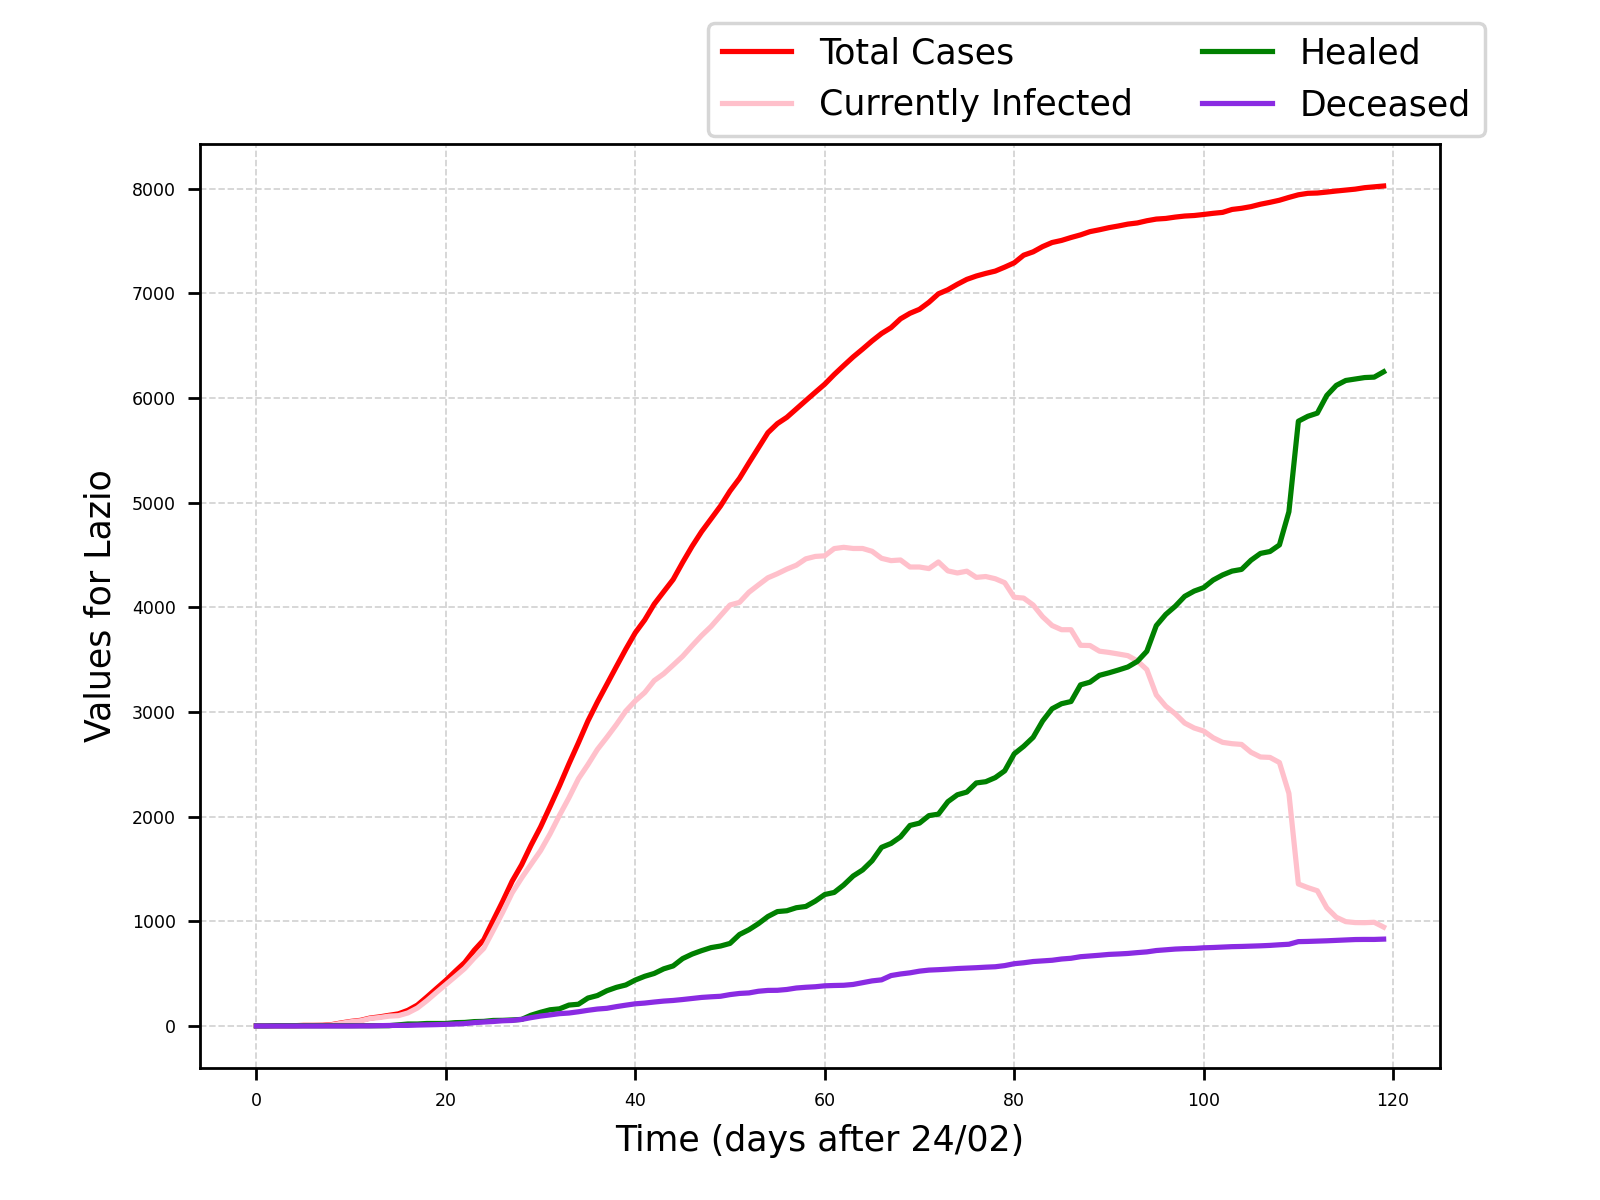 Total Cases
Currently Infected
Healed
Deceased
8000
7000
6000
5000
4000
3000
2000
1000
0
Values for Lazio
0 20 40 60 80 100 120
Time (days after 24/02)